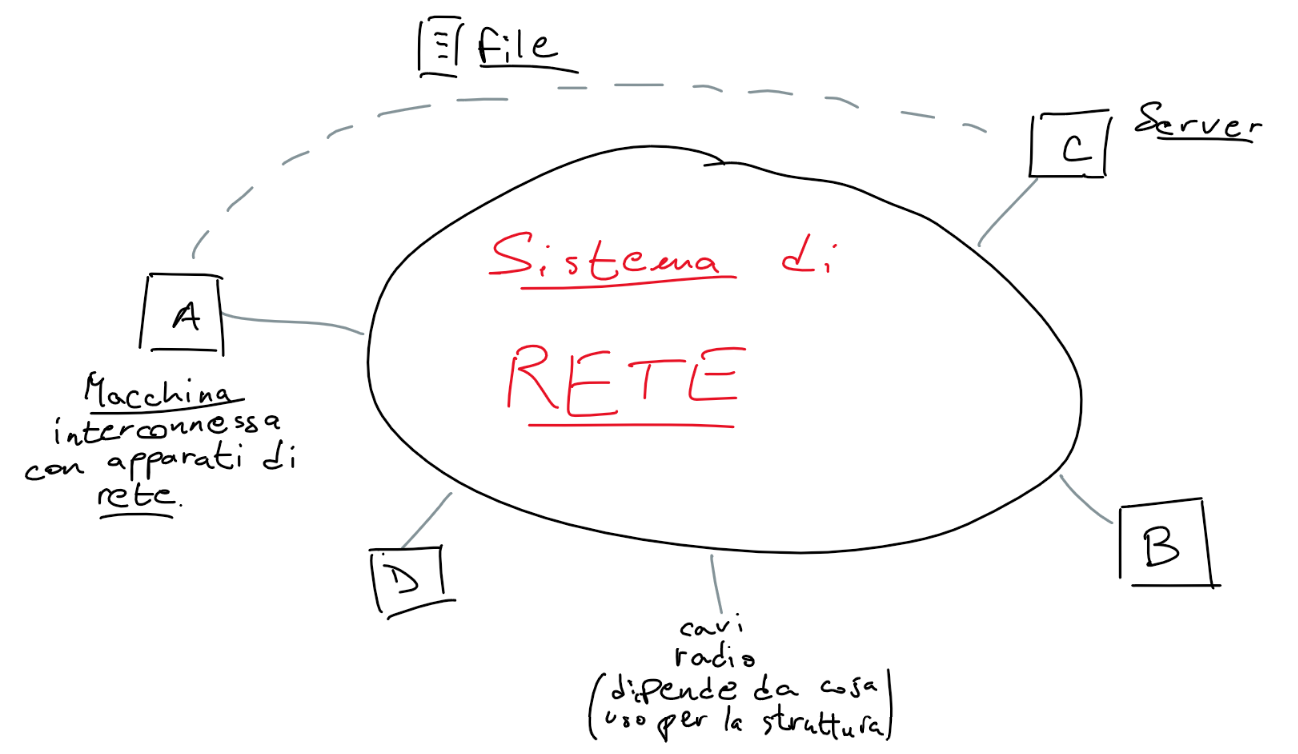 File
Server
C
Sistema di
RETE
A
Macchina
interconnessa
con apparati di
rete.
B
D
cavi
radio
(dipende da cosa
uso per la struttura)